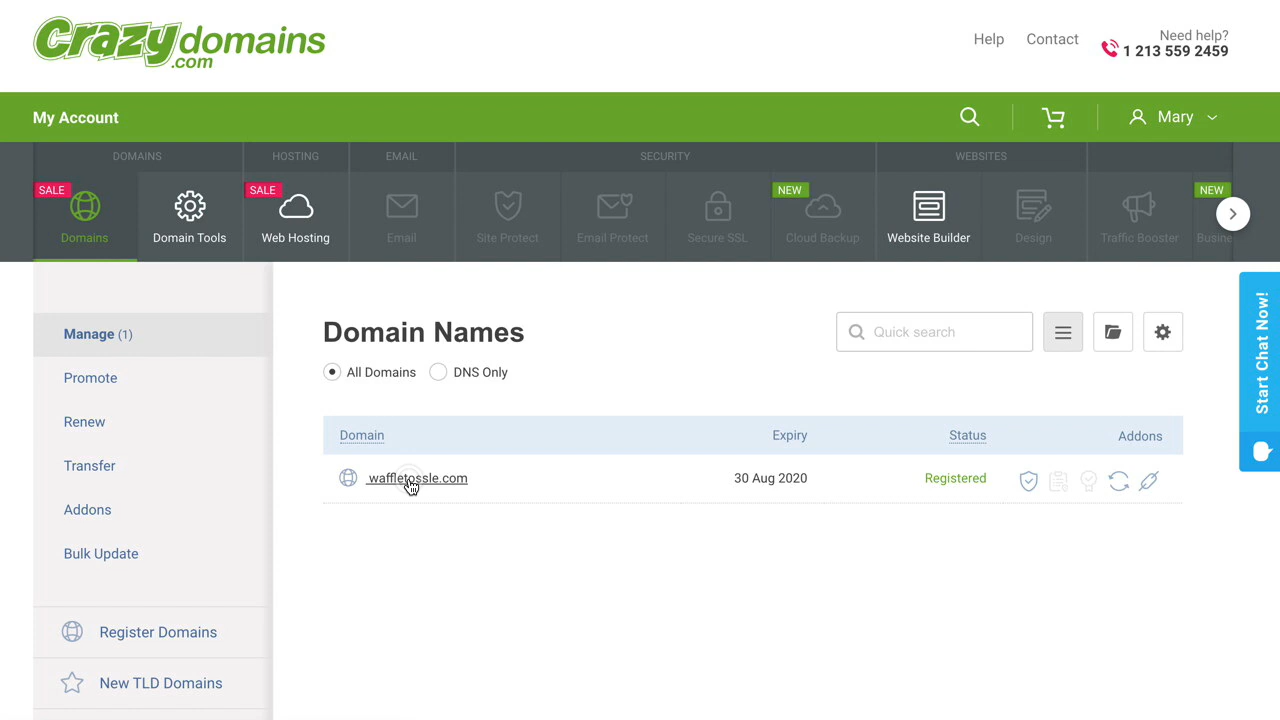 Crazydomains
.com
Help
Contact
Need help?
1 213 559 2459
My Account
Mary
DOMAINS
HOSTING
EMAIL
SECURITY
WEBSITES
SALE
SALE
NEW
NEW
Domains
Domain Tools
Web Hosting
Email
Site Protect
Email Protect
Secure SSL
Cloud Backup
Website Builder
Design
Traffic Booster
Busine
Manage (1)
Promote
Renew
Transfer
Addons
Bulk Update
Register Domains
New TLD Domains
Domain Names
Quick search
All Domains
DNS Only
Domain
Expiry
Status
Addons
waffletossle.com
30 Aug 2020
Registered
Start Chat Now!